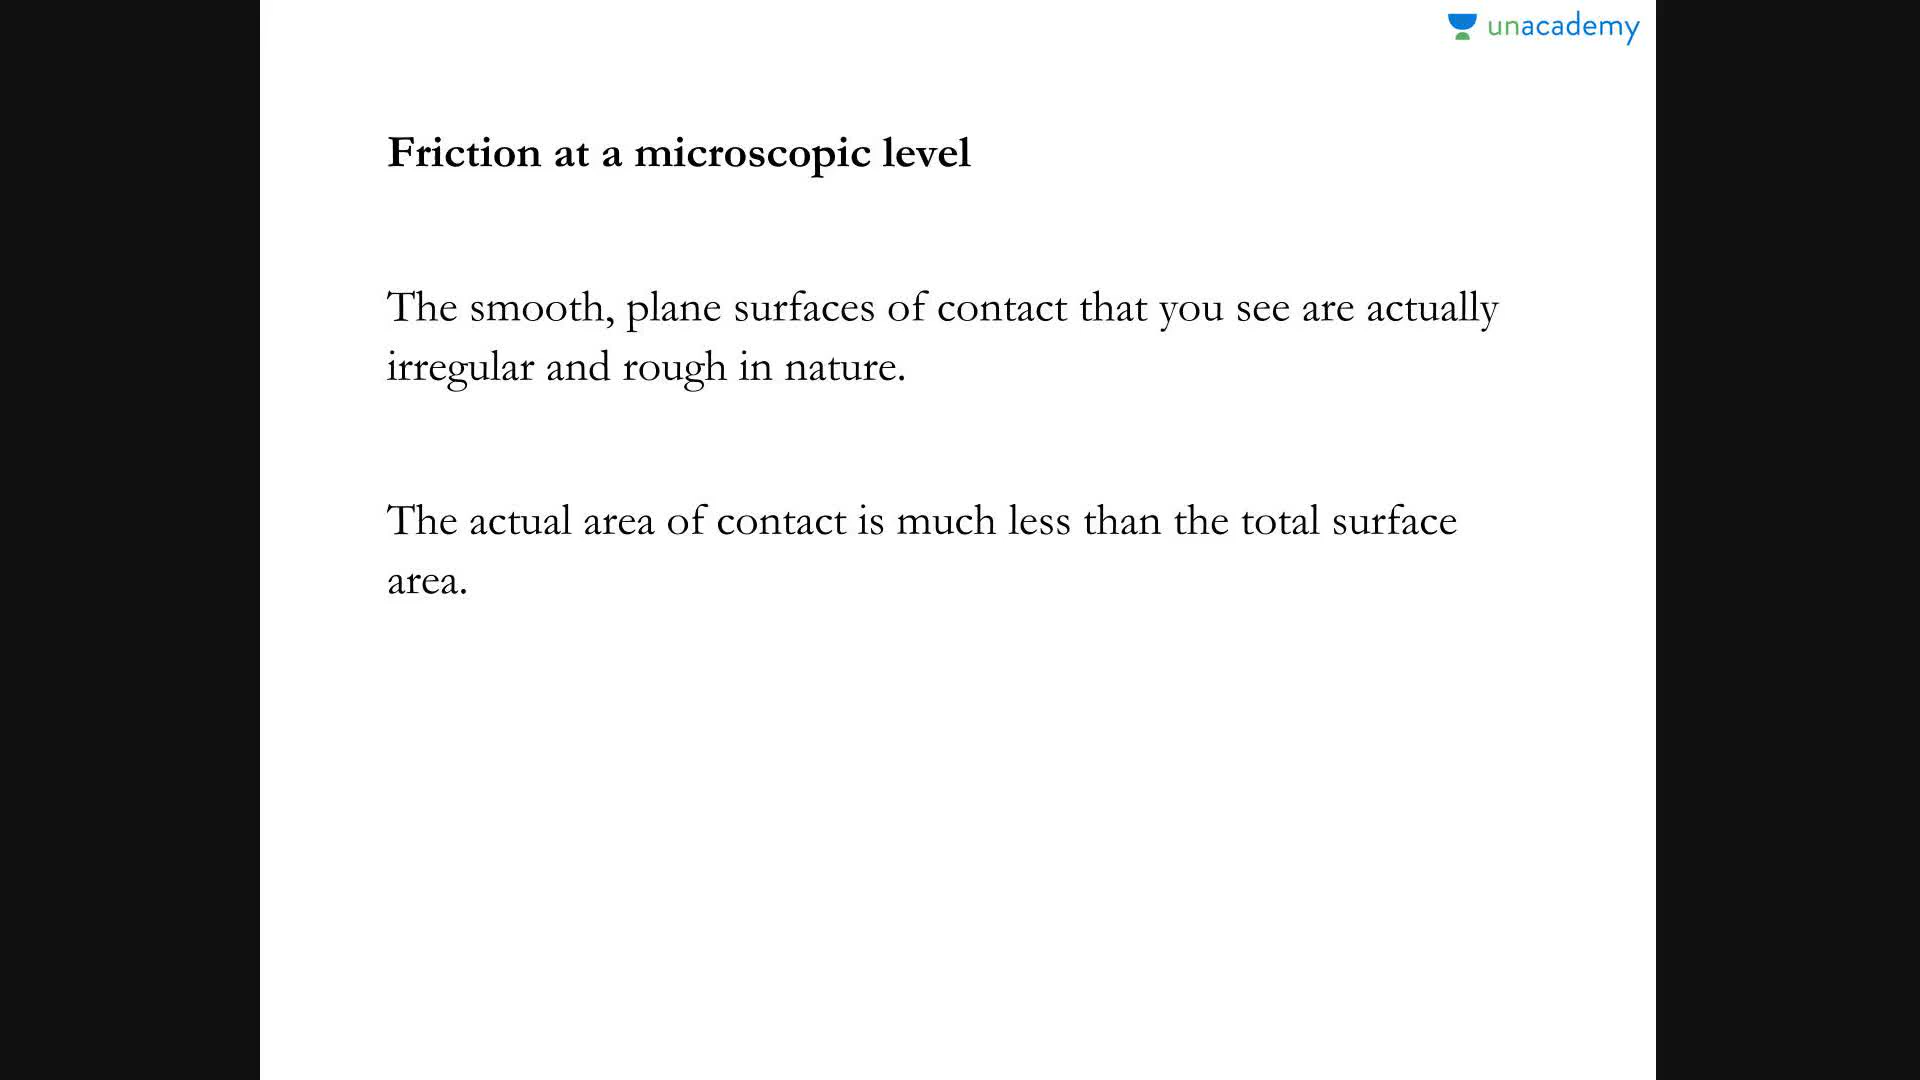 unacademy
Friction at a microscopic level
The smooth, plane surfaces of contact that you see are actually
irregular and rough in nature.
The actual area of contact is much less than the total surface
area.